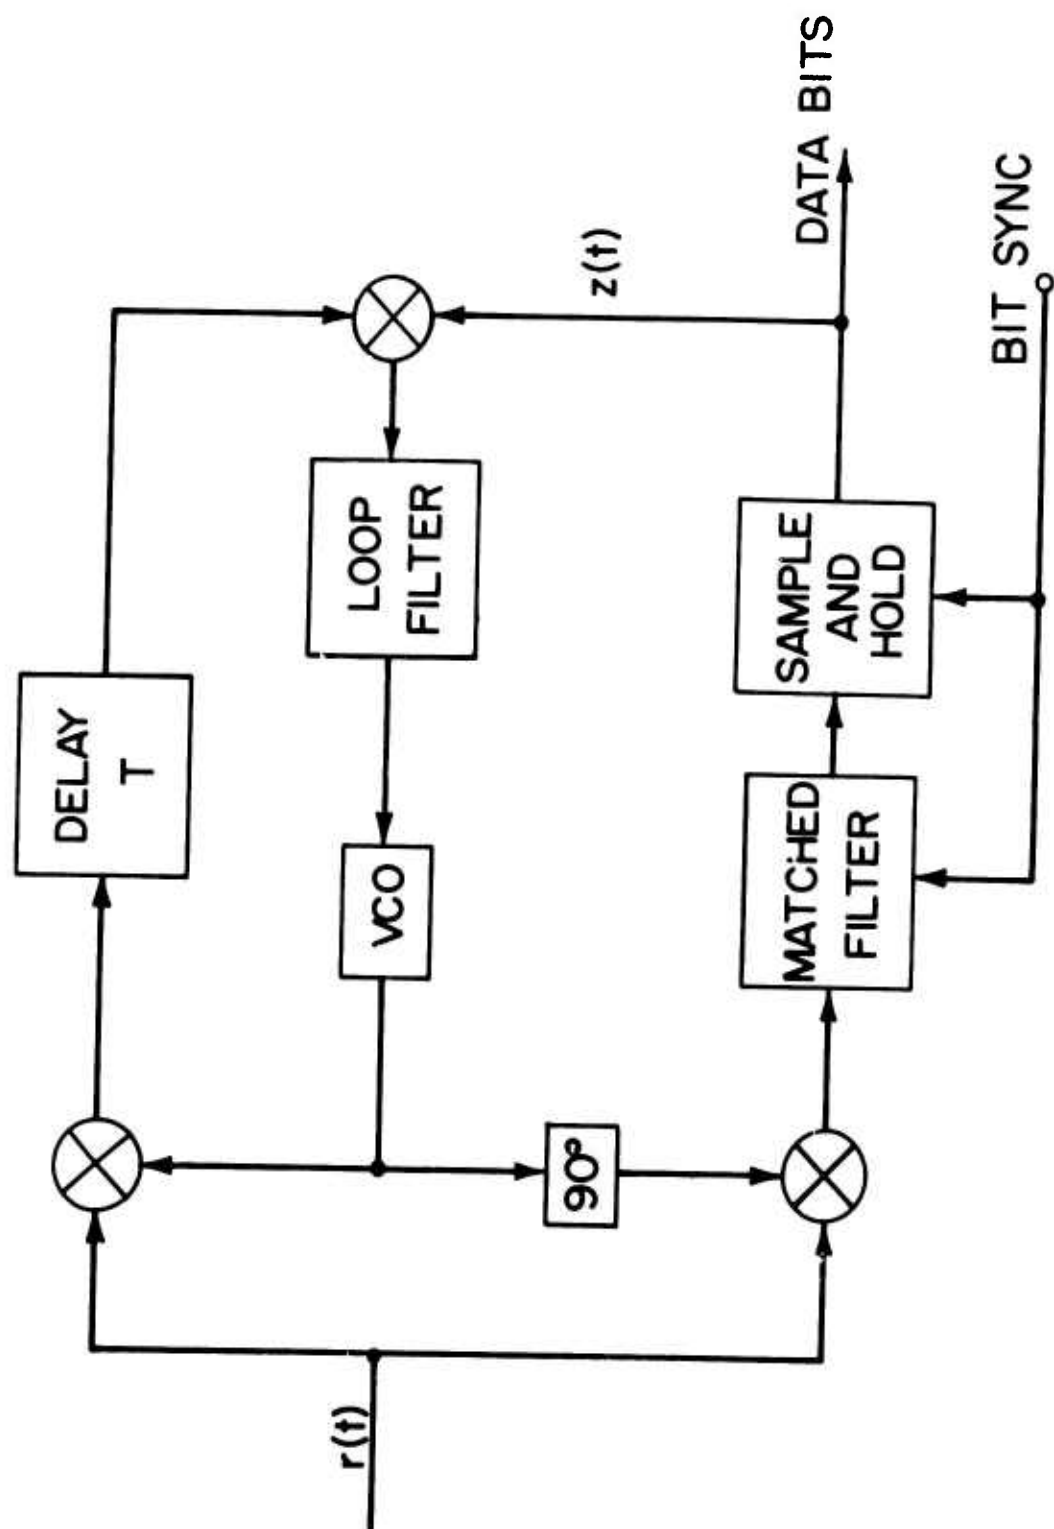 r(t)
DELAY
T
VCO
LOOP
FILTER
90°
MATCHED
FILTER
SAMPLE
AND
HOLD
z(t)
DATA BITS
BIT SYNC